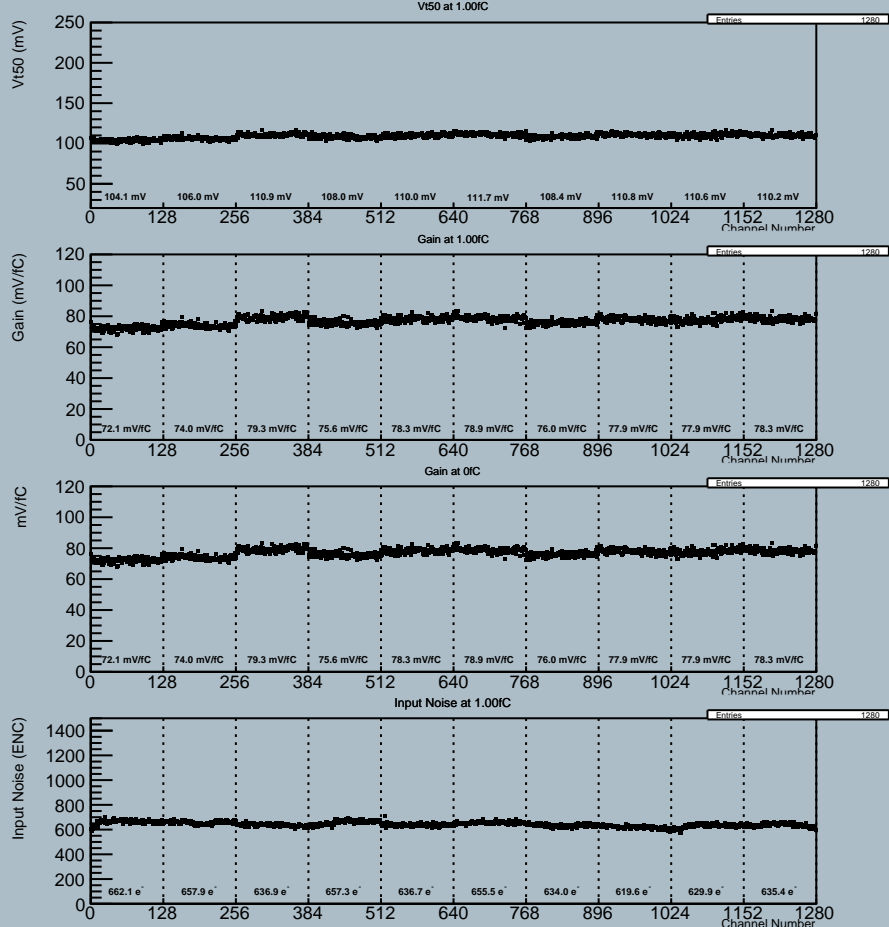 Vt50 at 1.00fC
Entries 1280
Vt50 (mV)
250
200
150
100
50
104.1 mV 106.0 mV 110.9 mV 108.0 mV 110.0 mV 111.7 mV 108.4 mV 110.8 mV 110.6 mV 110.2 mV
0 128 256 384 512 640 768 896 1024 1152 1280
Channel Number
Gain at 1.00fC
Entries 1280
Gain (mV/fC)
120
100
80
60
40
20
0
72.1 mV/fC 74.0 mV/fC 79.3 mV/fC 75.6 mV/fC 78.3 mV/fC 78.9 mV/fC 76.0 mV/fC 77.9 mV/fC 77.9 mV/fC 78.3 mV/fC
0 128 256 384 512 640 768 896 1024 1152 1280
Channel Number
Gain at 0fC
Entries 1280
mV/fC
120
100
80
60
40
20
0
72.1 mV/fC 74.0 mV/fC 79.3 mV/fC 75.6 mV/fC 78.3 mV/fC 78.9 mV/fC 76.0 mV/fC 77.9 mV/fC 77.9 mV/fC 78.3 mV/fC
0 128 256 384 512 640 768 896 1024 1152 1280
Channel Number
Input Noise at 1.00fC
Entries 1280
Input Noise (ENC)
1400
1200
1000
800
600
400
200
0
662.1 e⁻ 657.9 e⁻ 636.9 e⁻ 657.3 e⁻ 636.7 e⁻ 655.5 e⁻ 634.0 e⁻ 619.6 e⁻ 629.9 e⁻ 635.4 e⁻
0 128 256 384 512 640 768 896 1024 1152 1280
Channel Number